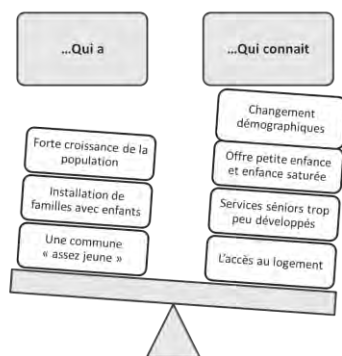 ...Qui a
...Qui connait
Forte croissance de la
population
Installation de
familles avec enfants
Une commune
« assez jeune »
Changement
démographiques
Offre petite enfance
et enfance saturée
Services séniors trop
peu développés
L'accès au logement